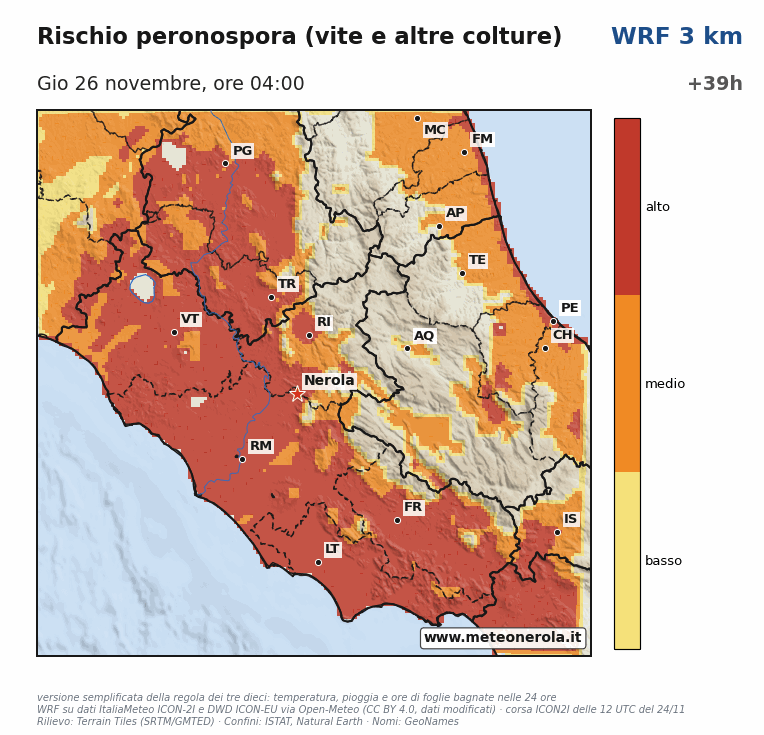 Rischio peronospora (vite e altre colture)
WRF 3 km
Gio 26 novembre, ore 04:00
+39h
MC
FM
PG
AP
TE
TR
PE
VT
RI
AQ
CH
Nerola
RM
FR
IS
LT
www.meteonerola.it
alto
medio
basso
versione semplificata della regola dei tre dieci: temperatura, pioggia e ore di foglie bagnate nelle 24 ore
WRF su dati ItaliaMeteo ICON-2I e DWD ICON-EU via Open-Meteo (CC BY 4.0, dati modificati) · corsa ICON2I delle 12 UTC del 24/11
Rilievo: Terrain Tiles (SRTM/GMTED) · Confini: ISTAT, Natural Earth · Nomi: GeoNames